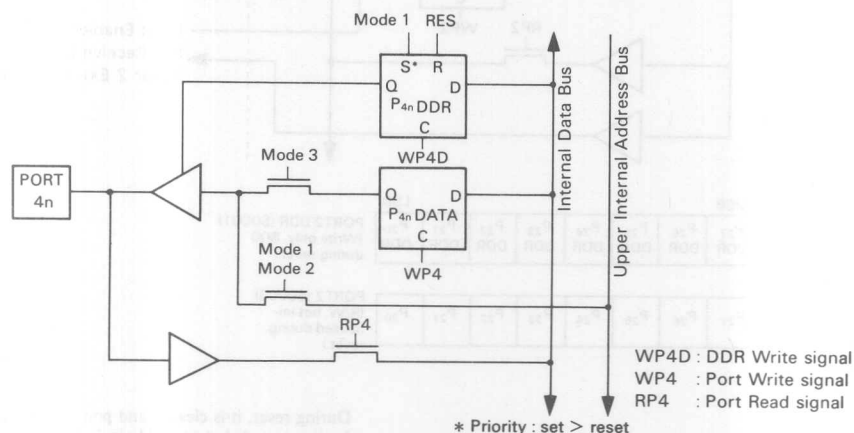 Mode 1 RES
S* R
Q D
P4n DDR
C
WP4D
Mode 3
Q D
P4n DATA
C
WP4
PORT
4n
Mode 1
Mode 2
RP4
Internal Data Bus
Upper Internal Address Bus
WP4D : DDR Write signal
WP4 : Port Write signal
RP4 : Port Read signal
* Priority : set > reset